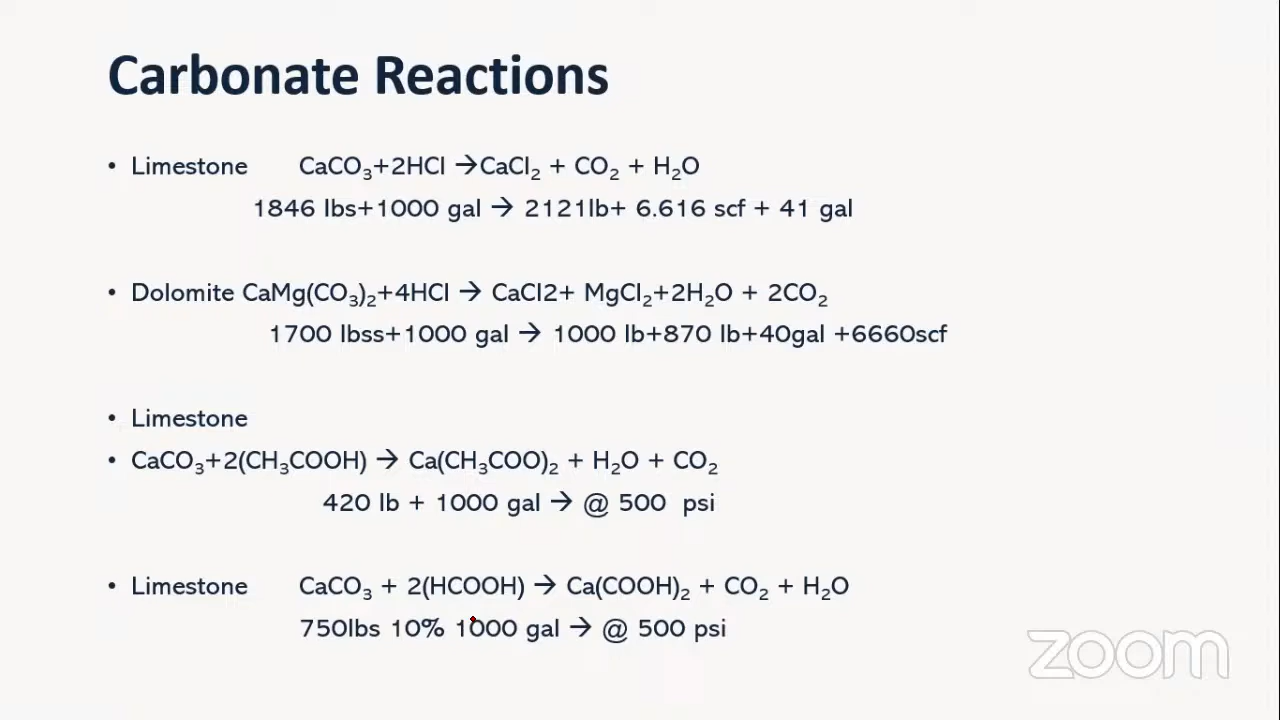 Carbonate Reactions
• Limestone CaCO₃+2HCl →CaCl₂ + CO₂ + H₂O
1846 lbs+1000 gal → 2121lb+ 6.616 scf + 41 gal
• Dolomite CaMg(CO₃)₂+4HCl → CaCl2+ MgCl₂+2H₂O + 2CO₂
1700 lbss+1000 gal → 1000 lb+870 lb+40gal +6660scf
• Limestone
• CaCO₃+2(CH₃COOH) → Ca(CH₃COO)₂ + H₂O + CO₂
420 lb + 1000 gal → @ 500 psi
• Limestone CaCO₃ + 2(HCOOH) → Ca(COOH)₂ + CO₂ + H₂O
750lbs 10% 1000 gal → @ 500 psi
zoom